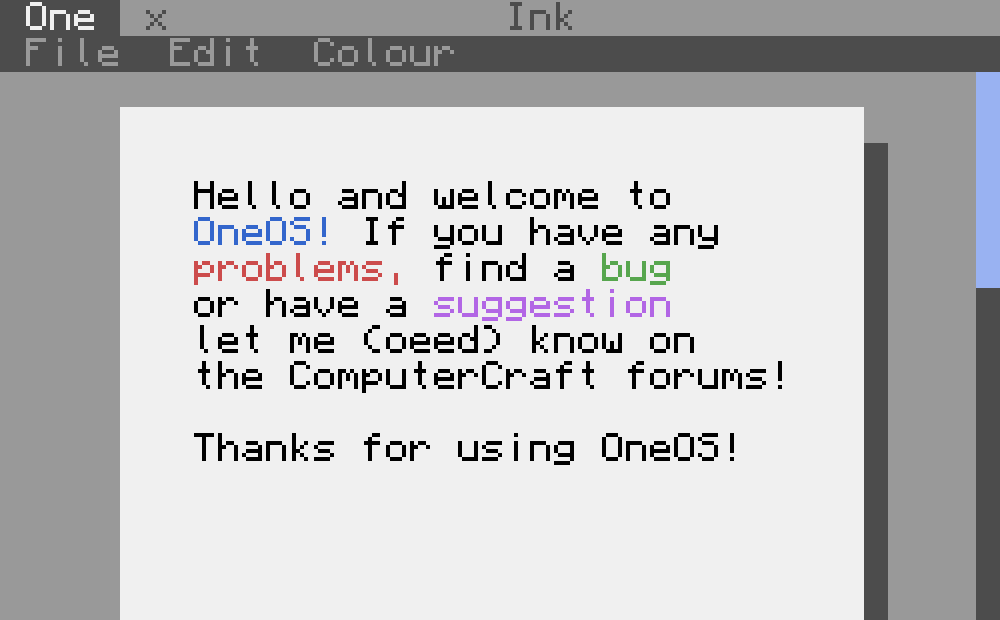 One x Ink
File Edit Colour
Hello and welcome to
OneOS! If you have any
problems, find a bug
or have a suggestion
let me (oeed) know on
the ComputerCraft forums!
Thanks for using OneOS!